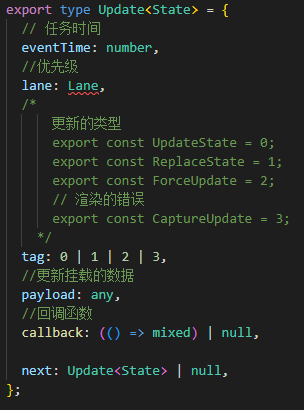 export type Update<State> = {
// 任务时间
eventTime: number,
//优先级
lane: Lane,
/*
更新的类型
export const UpdateState = 0;
export const ReplaceState = 1;
export const ForceUpdate = 2;
// 渲染的错误
export const CaptureUpdate = 3;
*/
tag: 0 | 1 | 2 | 3,
//更新挂载的数据
payload: any,
//回调函数
callback: (() => mixed) | null,
next: Update<State> | null,
};